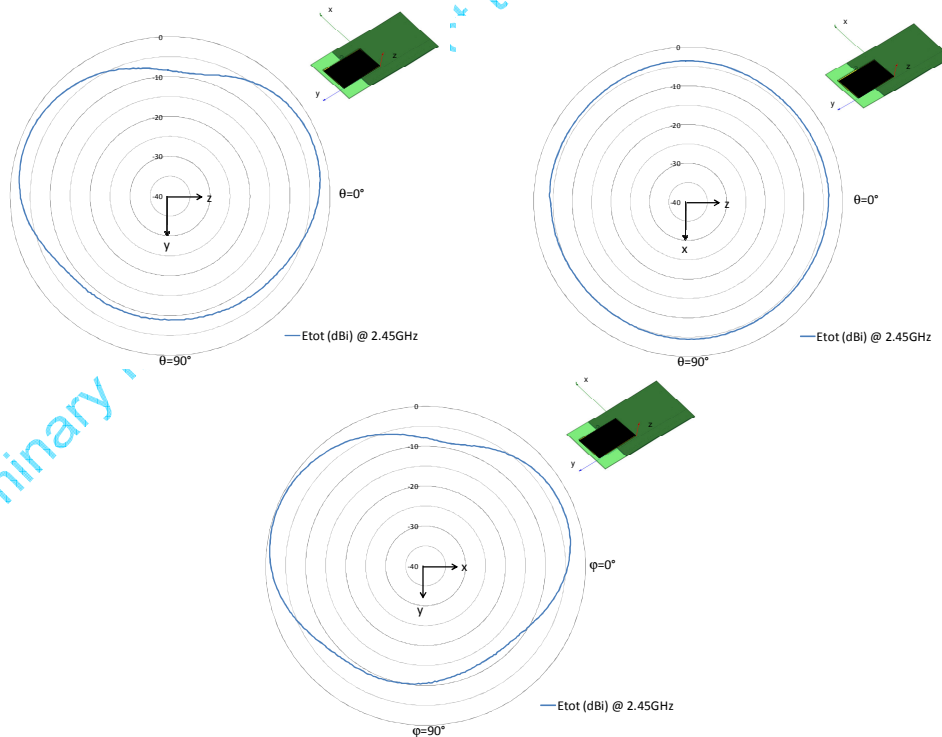 x
z
y
0
-10
-20
-30
-40
z
y
θ=0°
Etot (dBi) @ 2.45GHz
θ=90°
x
z
y
0
-10
-20
-30
-40
z
x
θ=0°
Etot (dBi) @ 2.45GHz
θ=90°
minary
x
z
y
0
-10
-20
-30
-40
x
y
φ=0°
Etot (dBi) @ 2.45GHz
φ=90°